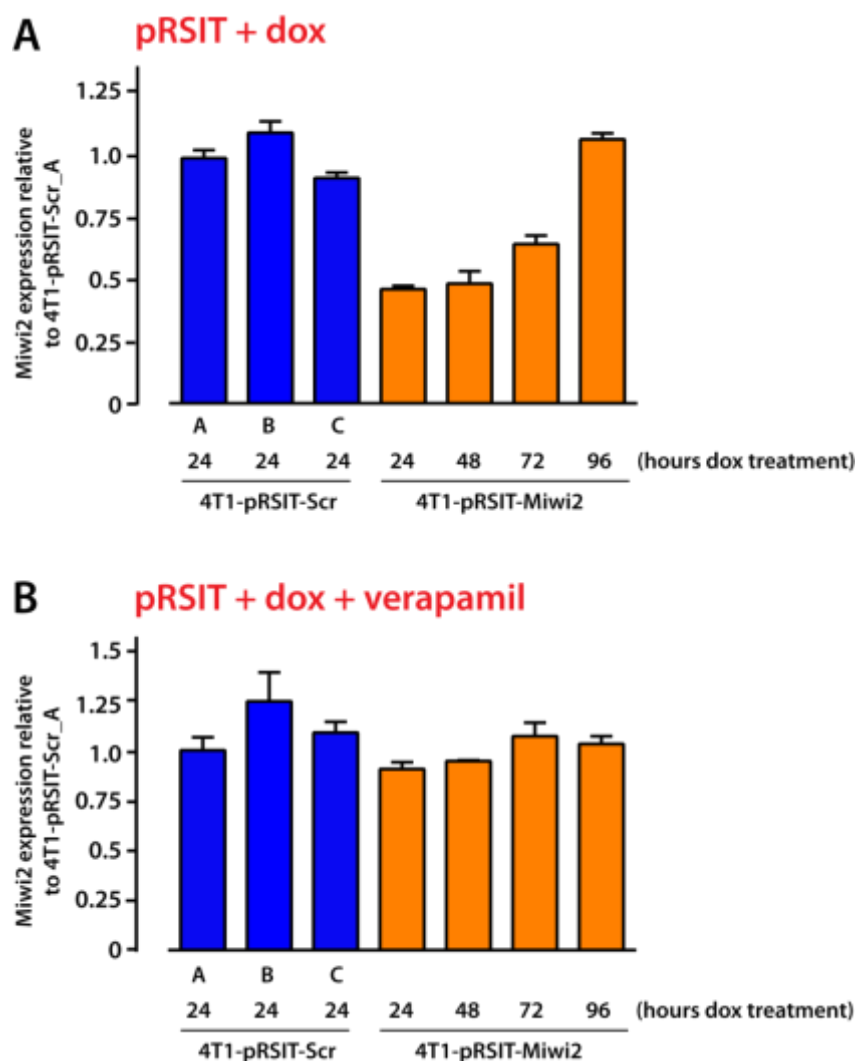 A pRSIT + dox
Miwi2 expression relative
to 4T1-pRSIT-Scr_A
1.25
1.0
0.75
0.5
0.25
0
A B C
24 24 24 24 48 72 96 (hours dox treatment)
4T1-pRSIT-Scr 4T1-pRSIT-Miwi2
B pRSIT + dox + verapamil
Miwi2 expression relative
to 4T1-pRSIT-Scr_A
1.5
1.25
1.0
0.75
0.5
0.25
0
A B C
24 24 24 24 48 72 96 (hours dox treatment)
4T1-pRSIT-Scr 4T1-pRSIT-Miwi2